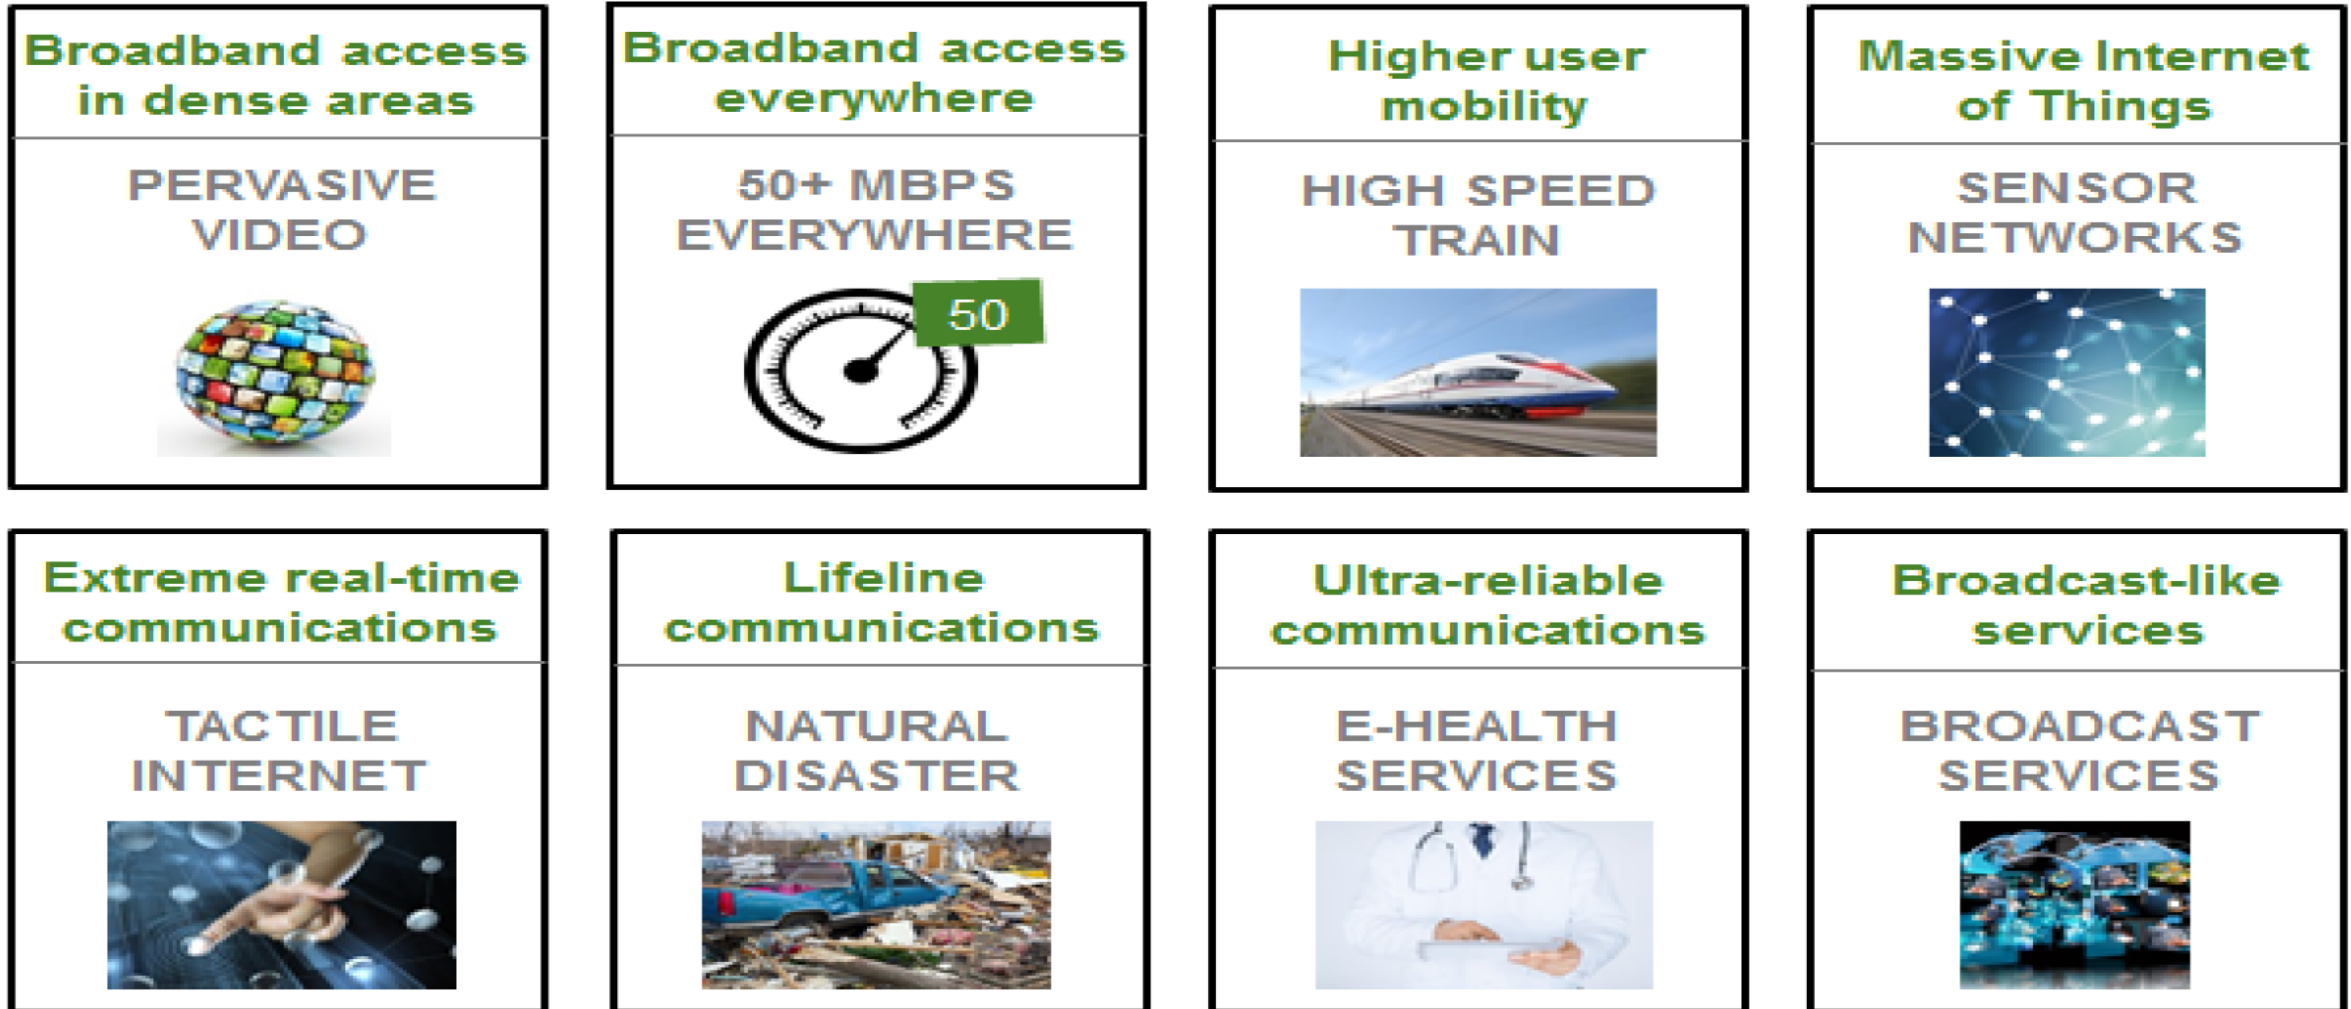 Broadband access
in dense areas
PERVASIVE
VIDEO
Broadband access
everywhere
50+ MBPS
EVERYWHERE
50
Higher user
mobility
HIGH SPEED
TRAIN
Massive Internet
of Things
SENSOR
NETWORKS
Extreme real-time
communications
TACTILE
INTERNET
Lifeline
communications
NATURAL
DISASTER
Ultra-reliable
communications
E-HEALTH
SERVICES
Broadcast-like
services
BROADCAST
SERVICES